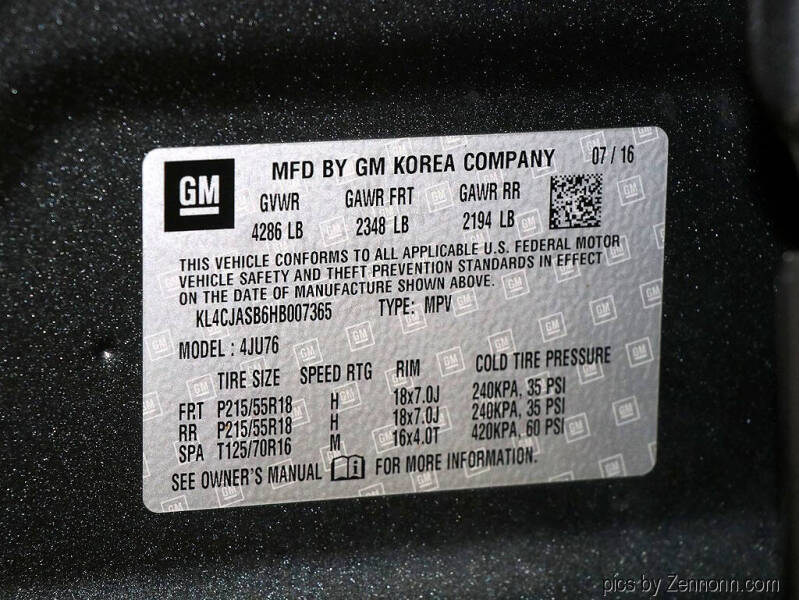 GM MFD BY GM KOREA COMPANY 07 / 16
GVWR GAWR FRT GAWR RR
4286 LB 2348 LB 2194 LB
THIS VEHICLE CONFORMS TO ALL APPLICABLE U.S. FEDERAL MOTOR
VEHICLE SAFETY AND THEFT PREVENTION STANDARDS IN EFFECT
ON THE DATE OF MANUFACTURE SHOWN ABOVE.
KL4CJASB6HB007365 TYPE: MPV
MODEL : 4JU76
TIRE SIZE SPEED RTG RIM COLD TIRE PRESSURE
FRT P215/55R18 H 18x7.0J 240KPA, 35 PSI
RR P215/55R18 H 18x7.0J 240KPA, 35 PSI
SPA T125/70R16 M 16x4.0T 420KPA, 60 PSI
SEE OWNER'S MANUAL FOR MORE INFORMATION.
pics by Zennonn.com